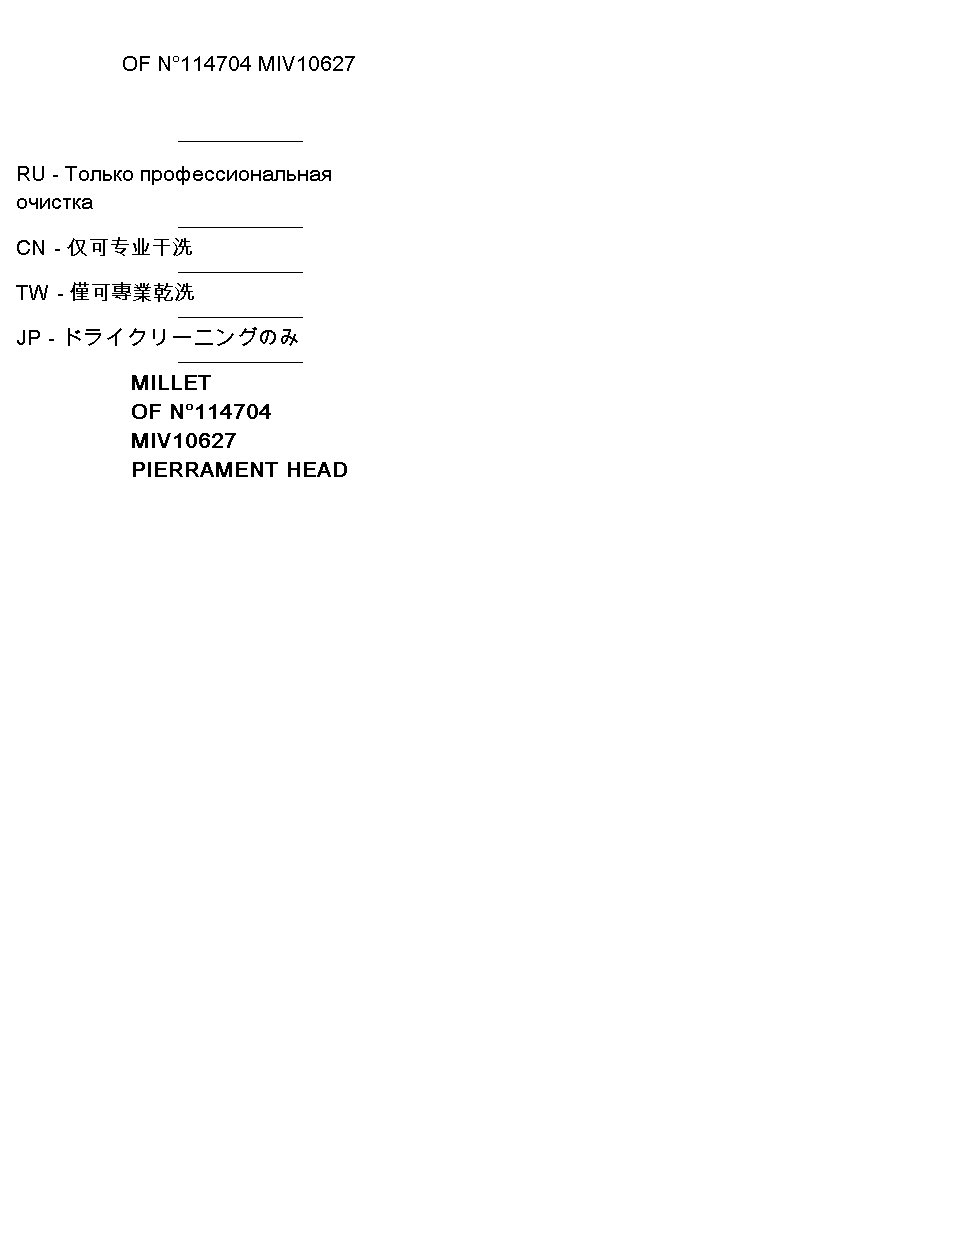 OF N°114704 MIV10627
RU - Только профессиональная
очистка
CN - 仅可专业干洗
TW - 僅可專業乾洗
JP - ドライクリーニングのみ
MILLET
OF N°114704
MIV10627
PIERRAMENT HEAD